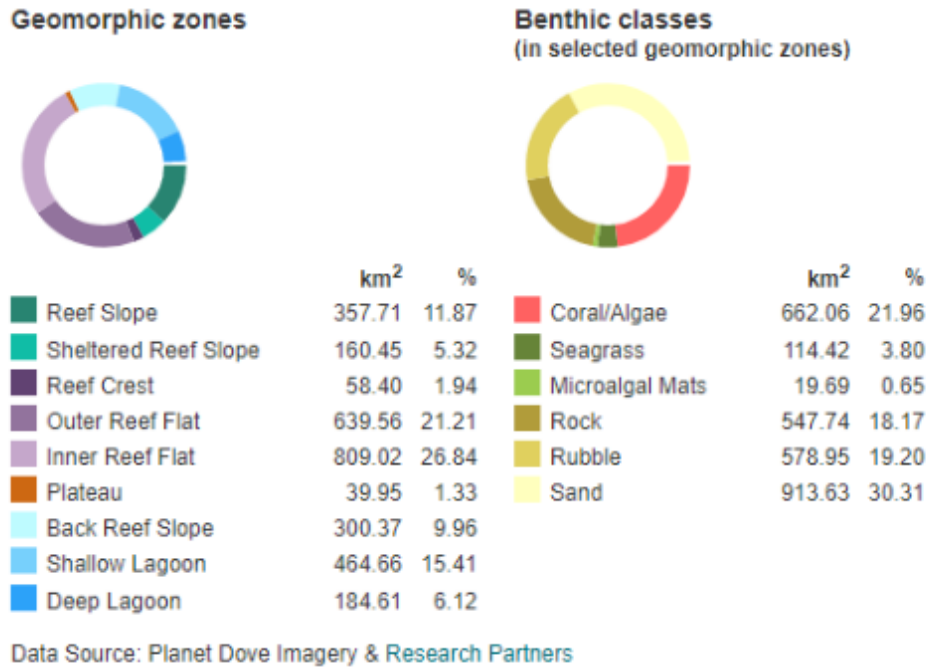 Geomorphic zones
km2 %
Reef Slope 357.71 11.87
Sheltered Reef Slope 160.45 5.32
Reef Crest 58.40 1.94
Outer Reef Flat 639.56 21.21
Inner Reef Flat 809.02 26.84
Plateau 39.95 1.33
Back Reef Slope 300.37 9.96
Shallow Lagoon 464.66 15.41
Deep Lagoon 184.61 6.12
Benthic classes
(in selected geomorphic zones)
km2 %
Coral/Algae 662.06 21.96
Seagrass 114.42 3.80
Microalgal Mats 19.69 0.65
Rock 547.74 18.17
Rubble 578.95 19.20
Sand 913.63 30.31
Data Source: Planet Dove Imagery & Research Partners